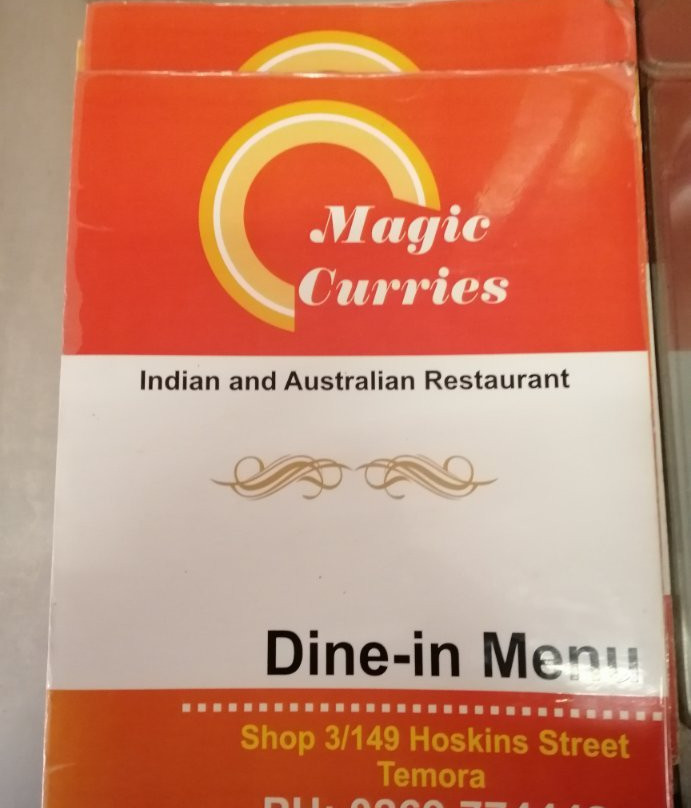 Magic
Curries
Indian and Australian Restaurant
Dine-in Menu
Shop 3/149 Hoskins Street
Temora